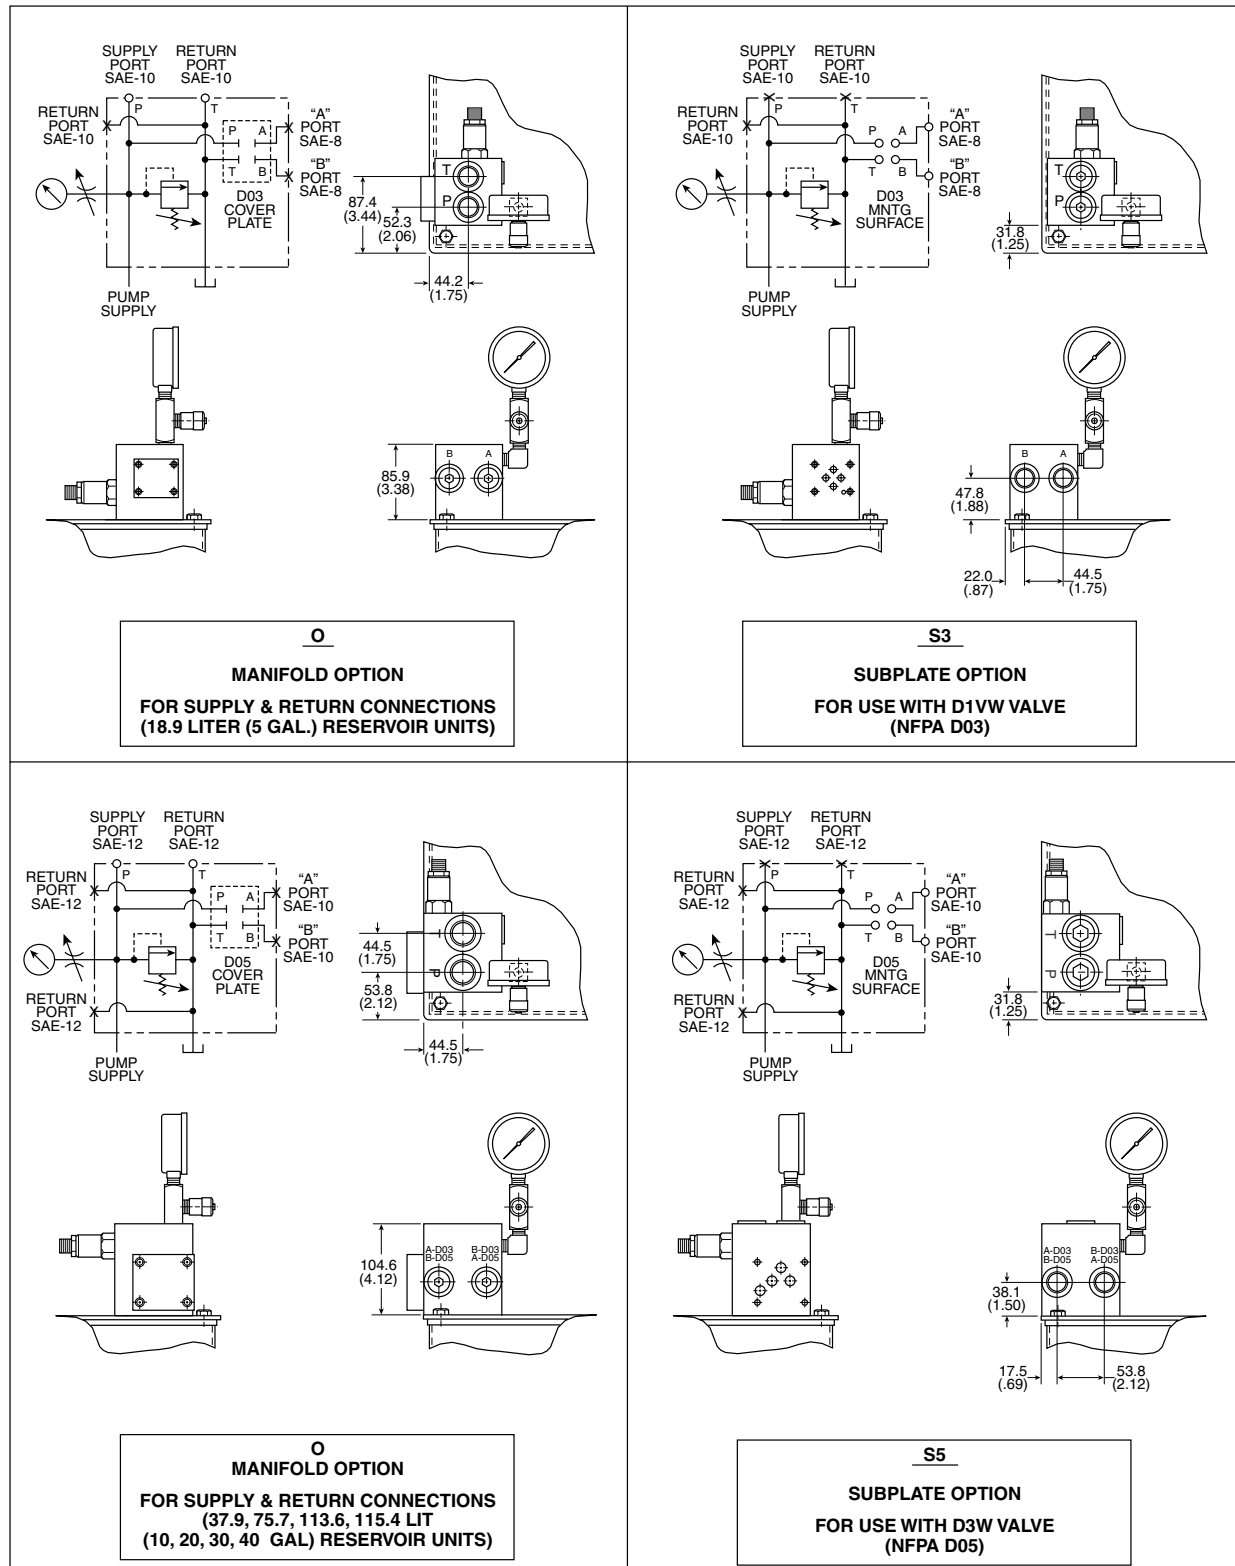 SUPPLY
PORT
SAE-10
RETURN
PORT
SAE-10
P
T
RETURN
PORT
SAE-10
P A
T B
"A"
PORT
SAE-8
"B"
PORT
SAE-8
D03
COVER
PLATE
PUMP
SUPPLY
T
P
87.4
(3.44)
52.3
(2.06)
44.2
(1.75)
B A
85.9
(3.38)
O
MANIFOLD OPTION
FOR SUPPLY & RETURN CONNECTIONS
(18.9 LITER (5 GAL.) RESERVOIR UNITS)
SUPPLY
PORT
SAE-10
RETURN
PORT
SAE-10
P
T
RETURN
PORT
SAE-10
P A
T B
"A"
PORT
SAE-8
"B"
PORT
SAE-8
D03
MNTG
SURFACE
PUMP
SUPPLY
T
P
31.8
(1.25)
B A
47.8
(1.88)
22.0
(.87)
44.5
(1.75)
S3
SUBPLATE OPTION
FOR USE WITH D1VW VALVE
(NFPA D03)
SUPPLY
PORT
SAE-12
RETURN
PORT
SAE-12
P
T
RETURN
PORT
SAE-12
P A
T B
"A"
PORT
SAE-10
"B"
PORT
SAE-10
D05
COVER
PLATE
RETURN
PORT
SAE-12
PUMP
SUPPLY
T
P
44.5
(1.75)
53.8
(2.12)
44.5
(1.75)
A-D03 B-D03
B-D05 A-D05
104.6
(4.12)
O
MANIFOLD OPTION
FOR SUPPLY & RETURN CONNECTIONS
(37.9, 75.7, 113.6, 115.4 LIT
(10, 20, 30, 40 GAL) RESERVOIR UNITS)
SUPPLY
PORT
SAE-12
RETURN
PORT
SAE-12
P
T
RETURN
PORT
SAE-12
P A
T B
"A"
PORT
SAE-10
"B"
PORT
SAE-10
D05
MNTG
SURFACE
RETURN
PORT
SAE-12
PUMP
SUPPLY
T
P
31.8
(1.25)
A-D03 B-D03
B-D05 A-D05
38.1
(1.50)
17.5
(.69)
53.8
(2.12)
S5
SUBPLATE OPTION
FOR USE WITH D3W VALVE
(NFPA D05)